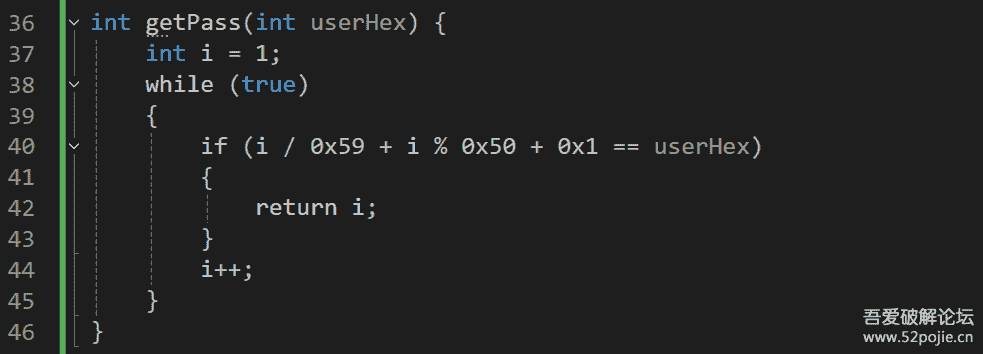 36 int getPass(int userHex) {
37 int i = 1;
38 while (true)
39 {
40 if (i / 0x59 + i % 0x50 + 0x1 == userHex)
41 {
42 return i;
43 }
44 i++;
45 }
46 }
吾爱破解论坛
www.52pojie.cn